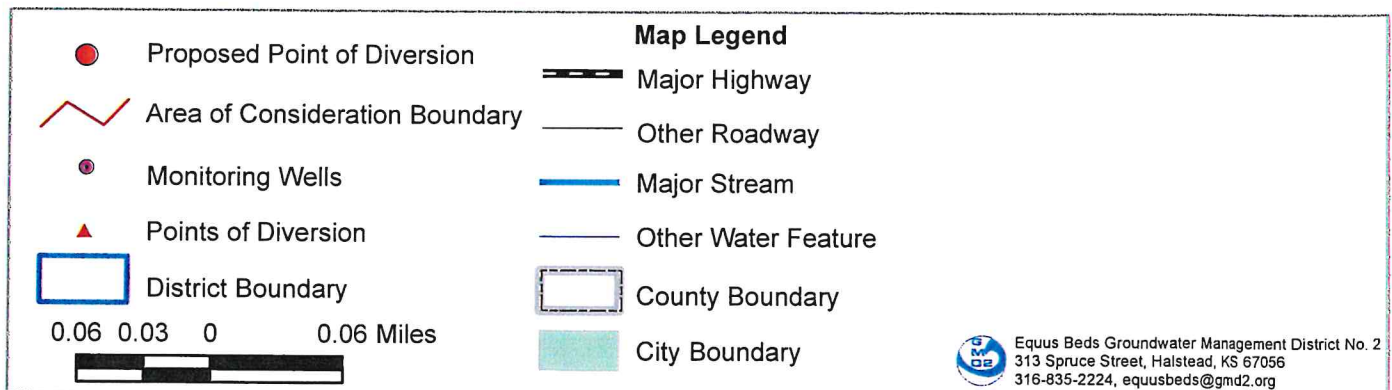 Map Legend
Proposed Point of Diversion
Area of Consideration Boundary
Monitoring Wells
Points of Diversion
District Boundary
0.06 0.03 0 0.06 Miles
Major Highway
Other Roadway
Major Stream
Other Water Feature
County Boundary
City Boundary
GMD2
Equus Beds Groundwater Management District No. 2
313 Spruce Street, Halstead, KS 67056
316-835-2224, equusbeds@gmd2.org